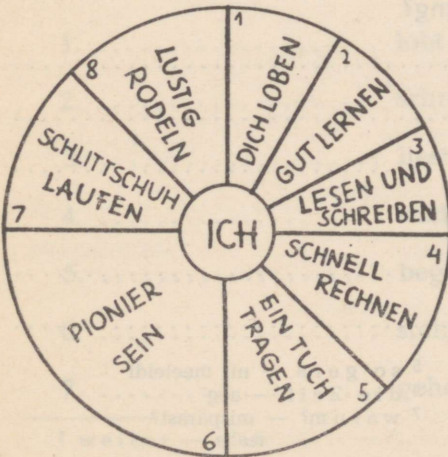 1
DICH LOBEN
2
GUT LERNEN
3
LESEN UND
SCHREIBEN
4
SCHNELL
RECHNEN
5
EIN TUCH
TRAGEN
6
PIONIER
SEIN
7
SCHLITTSCHUH
LAUFEN
8
LUSTIG
RODELN
ICH